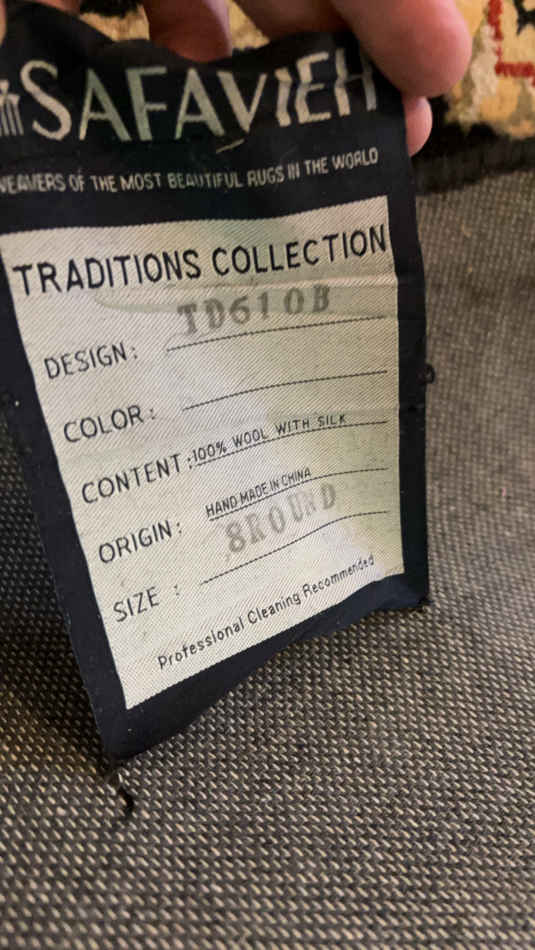 SAFAVIEH
WEAVERS OF THE MOST BEAUTIFUL RUGS IN THE WORLD
TRADITIONS COLLECTION
DESIGN: TD610B
COLOR:
CONTENT: 100% WOOL WITH SILK
ORIGIN: HAND MADE IN CHINA
SIZE : 8ROUND
Professional Cleaning Recommended